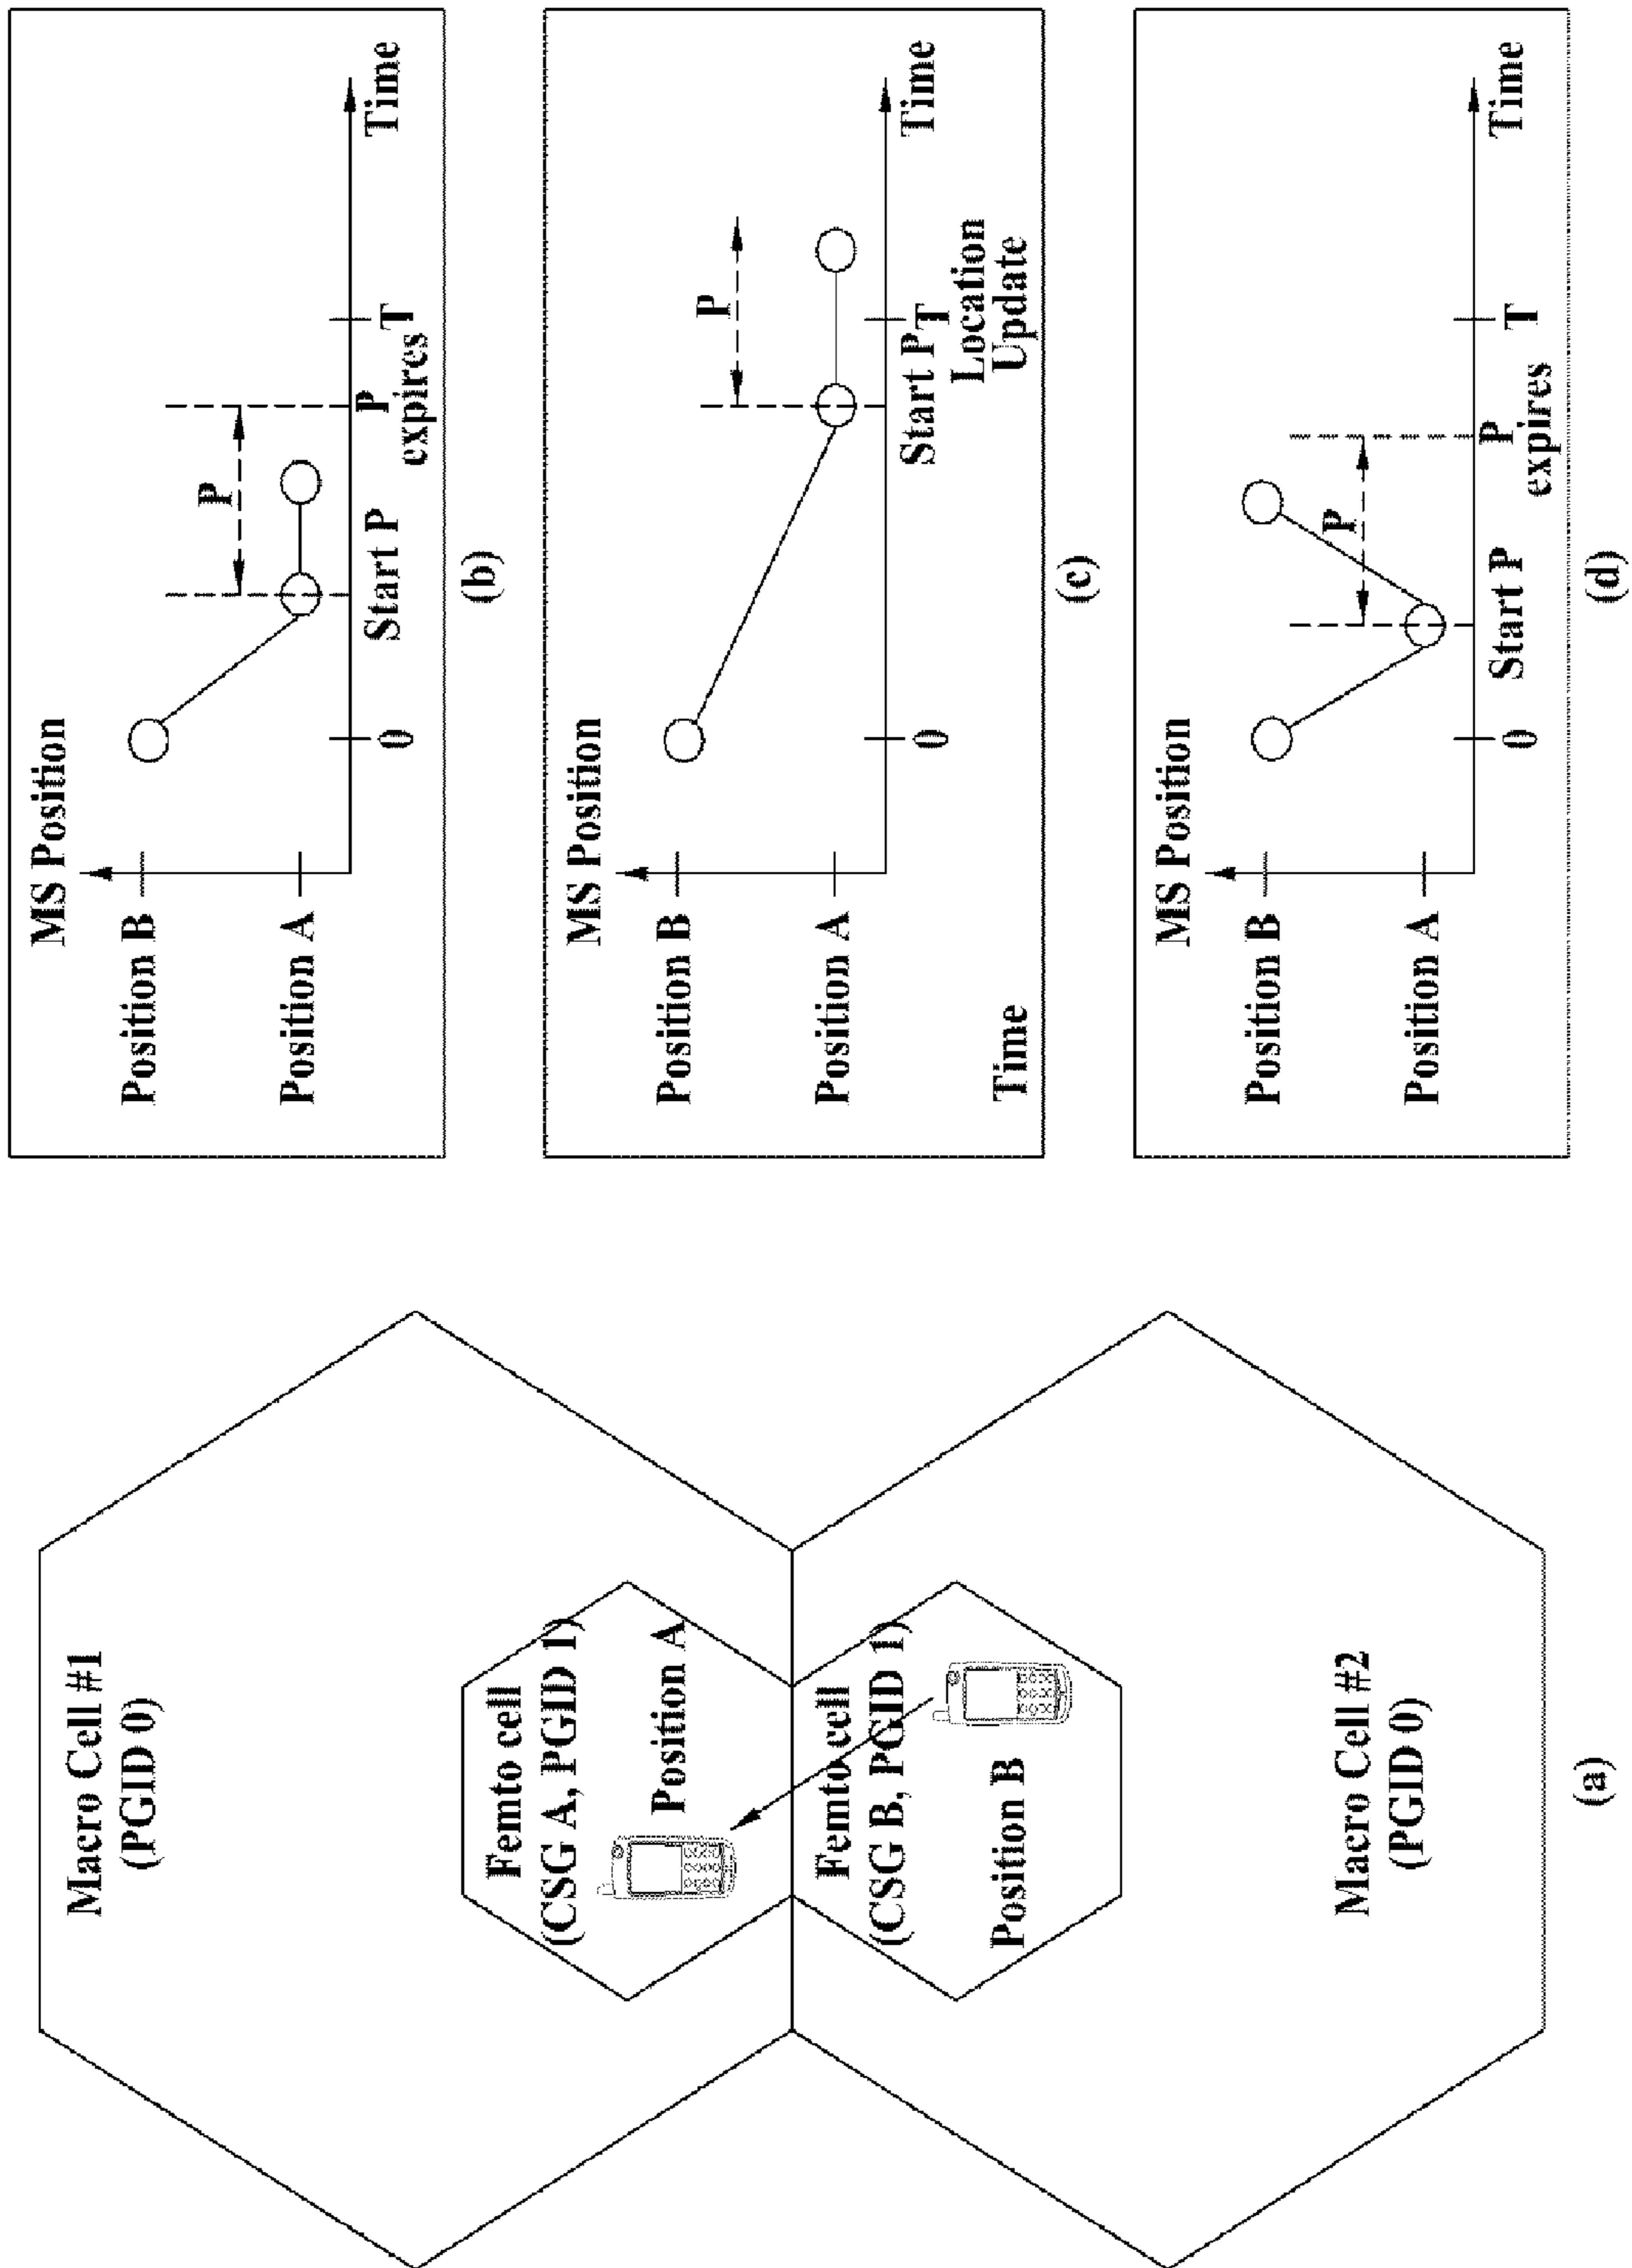 Macro Cell #1
(PGID 0)
Femto cell
(CSG A, PGID 1)
Position A
Femto cell
(CSG B, PGID 1)
Position B
Macro Cell #2
(PGID 0)
(a)
MS Position
Position B
Position A
P
0
Start P
P
expires
T
Time
(b)
MS Position
Position B
Position A
P
0
Start P
T
Time
Location
Update
Time
(c)
MS Position
Position B
Position A
P
0
Start P
P
expires
T
Time
(d)